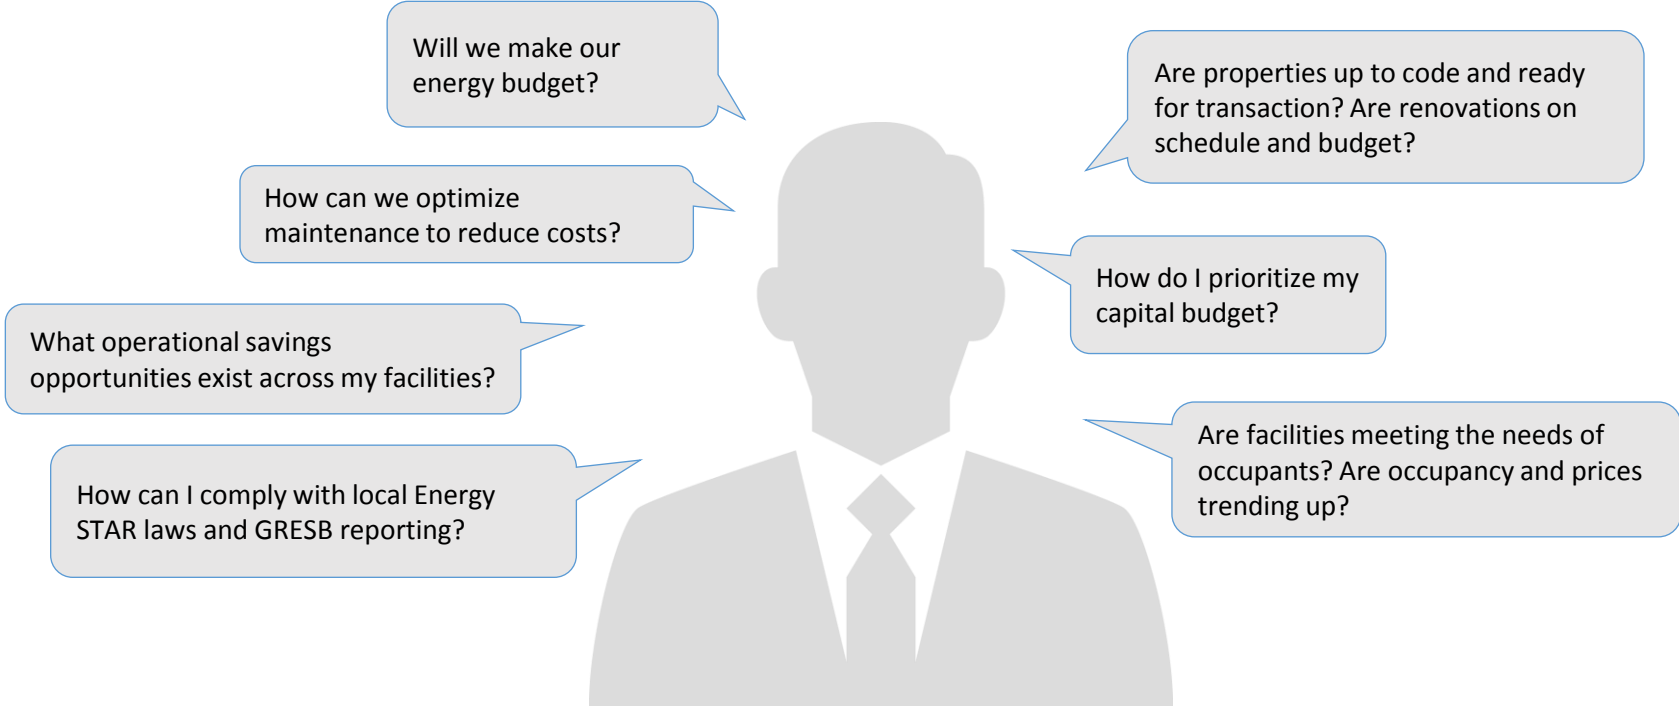 Will we make our
energy budget?
Are properties up to code and ready
for transaction? Are renovations on
schedule and budget?
How can we optimize
maintenance to reduce costs?
How do I prioritize my
capital budget?
What operational savings
opportunities exist across my facilities?
Are facilities meeting the needs of
occupants? Are occupancy and prices
trending up?
How can I comply with local Energy
STAR laws and GRESB reporting?